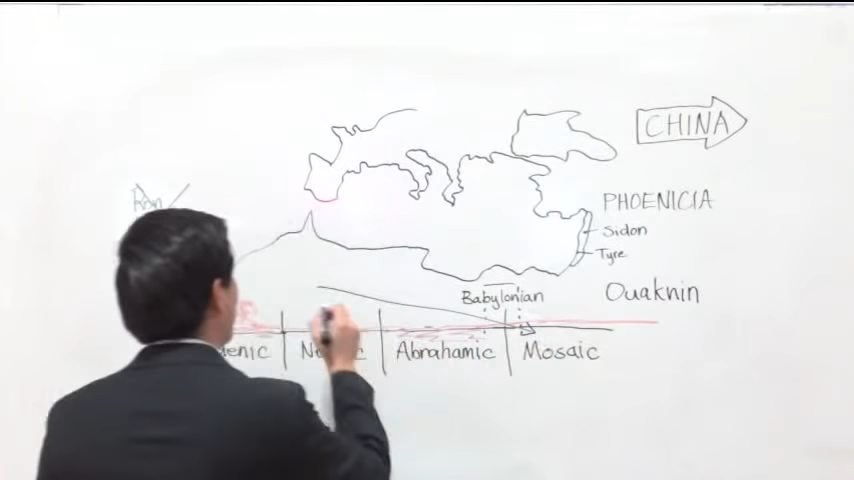 CHINA
PHOENICIA
Sidon
Tyre
Babylonian
Ouaknin
Abrahamic
Mosaic